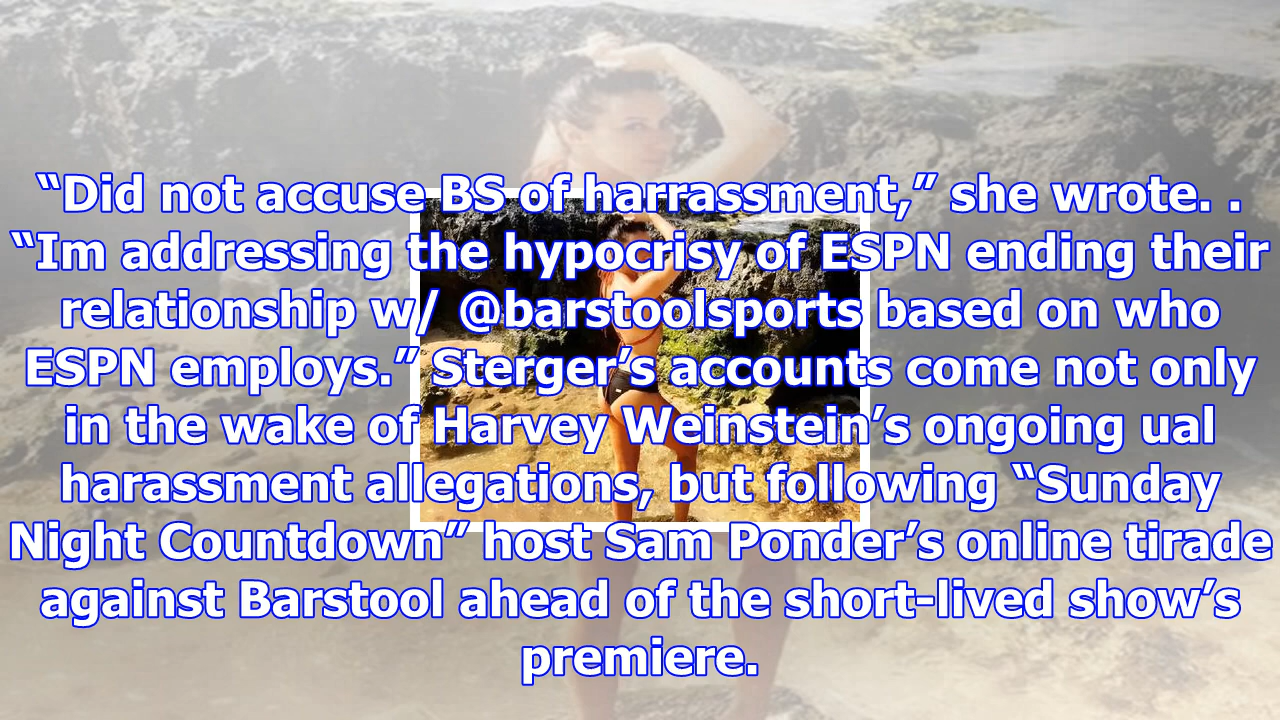 “Did not accuse BS of harrassment,” she wrote. .
“Im addressing the hypocrisy of ESPN ending their
relationship w/ @barstoolsports based on who
ESPN employs.” Sterger’s accounts come not only
in the wake of Harvey Weinstein’s ongoing ual
harassment allegations, but following “Sunday
Night Countdown” host Sam Ponder’s online tirade
against Barstool ahead of the short-lived show’s
premiere.